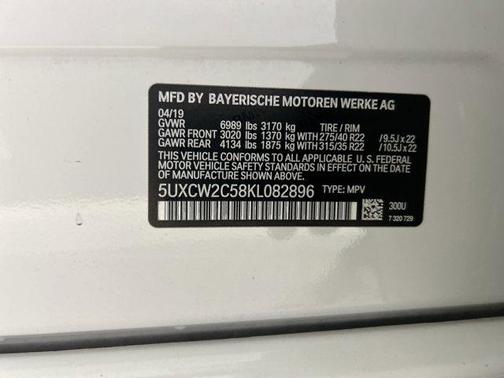 MFD BY BAYERISCHE MOTOREN WERKE AG
04/19
GVWR 6989 lbs 3170 kg TIRE / RIM
GAWR FRONT 3020 lbs 1370 kg 275/40 R22 / 9.5J x 22
GAWR REAR 4134 lbs 1875 kg 315/35 R22 / 10.5J x 22
THIS VEHICLE CONFORMS TO ALL APPLICABLE U. S. FEDERAL
MOTOR VEHICLE SAFETY STANDARDS IN EFFECT ON THE DATE
OF MANUFACTURE SHOWN ABOVE.
5UXCW2C58KL082896 TYPE: MPV
300U
7 320 729